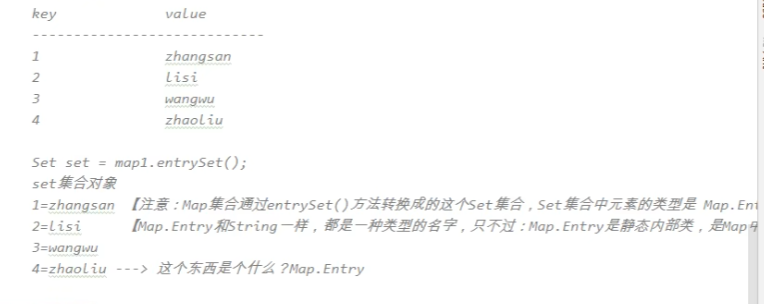 key value
----------------------------
1 zhangsan
2 lisi
3 wangwu
4 zhaoliu
Set set = map1.entrySet();
set集合对象
1=zhangsan 【注意：Map集合通过entrySet()方法转换成的这个Set集合，Set集合中元素的类型是 Map.Ent
2=lisi 【Map.Entry和String一样，都是一种类型的名字，只不过：Map.Entry是静态内部类，是Map中
3=wangwu
4=zhaoliu ---> 这个东西是个什么？Map.Entry